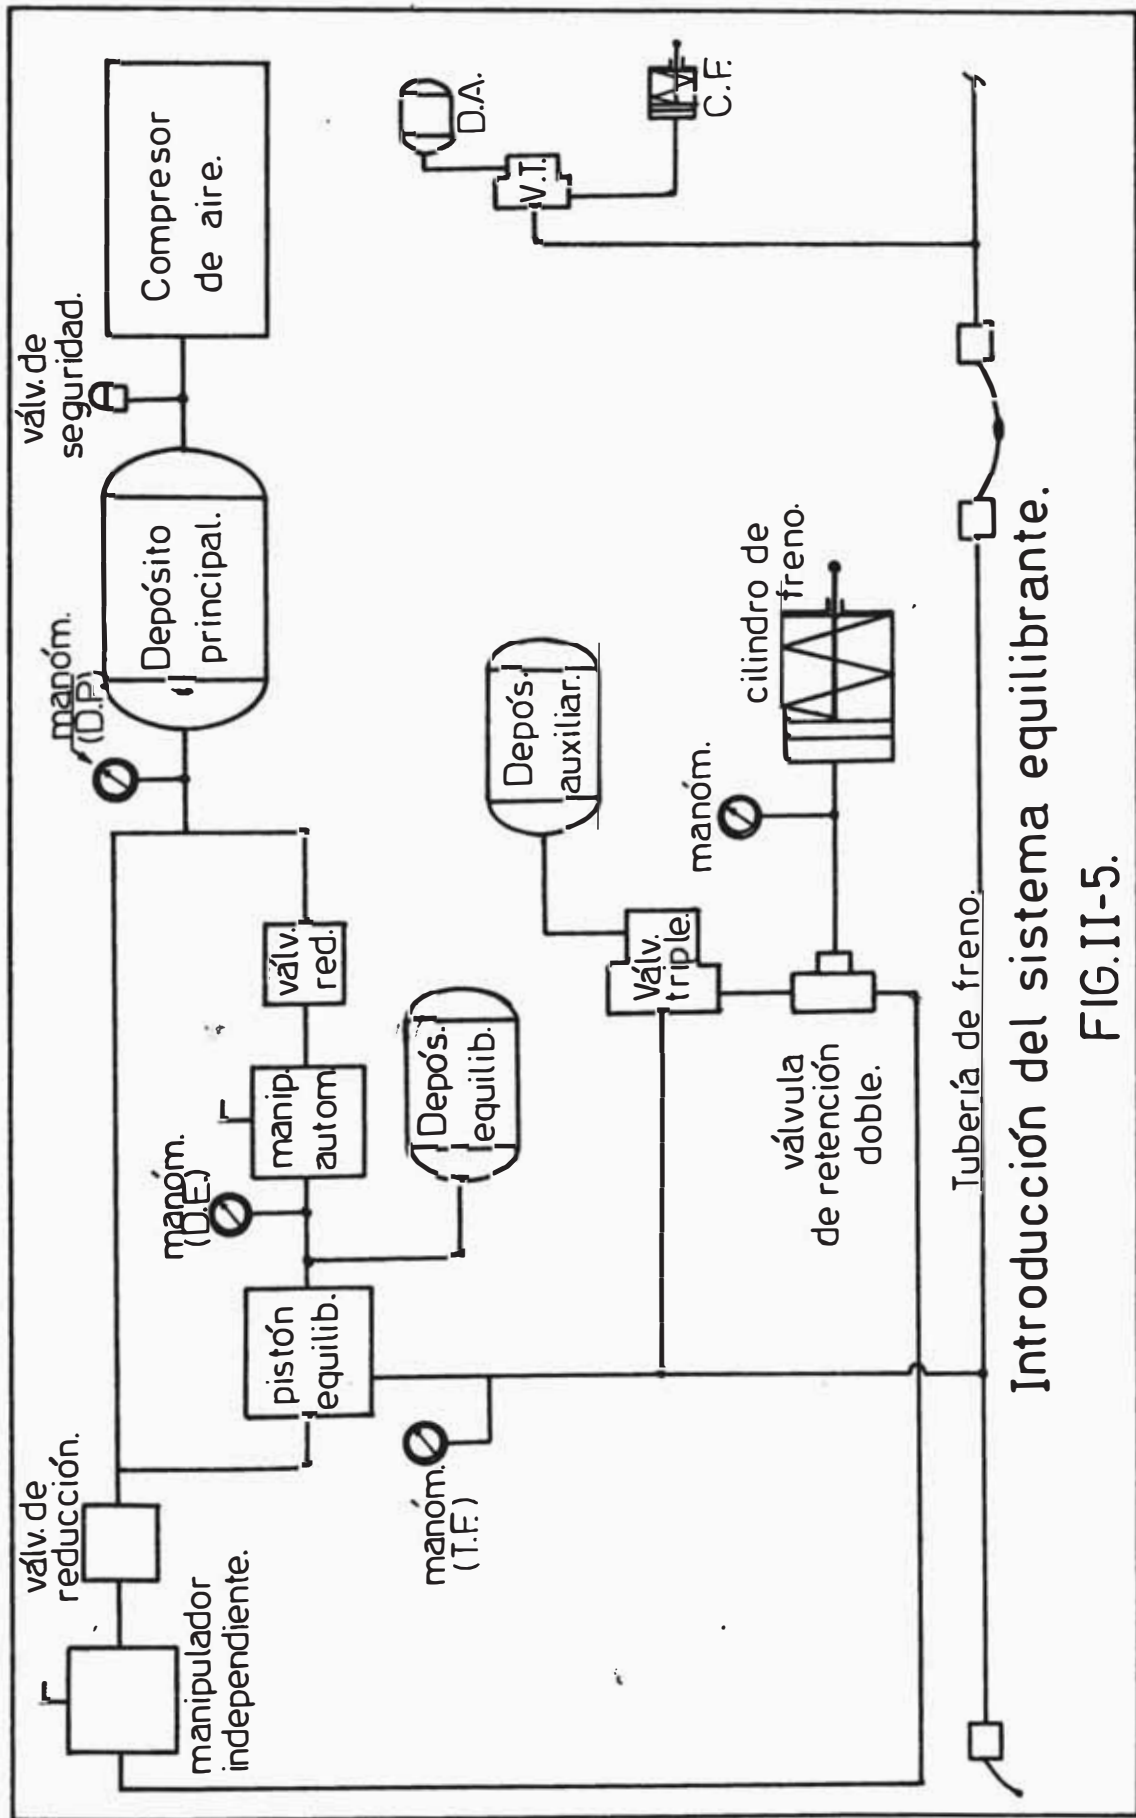 válv. de
seguridad.
Compresor
de aire.
manóm.
(D.P.)
Depósito
principal.
D.A.
V.T.
C.F.
válv. de
reducción.
manipulador
independiente.
manóm.
(D.E.)
manip.
autom.
válv.
red.
pistón
equilib.
Depós.
equilib.
manóm.
(T.F.)
Depós.
auxiliar.
Válv.
triple.
manóm.
cilindro de
freno.
válvula
de retención
doble.
Tubería de freno.
Introducción del sistema equilibrante.
FIG.II-5.